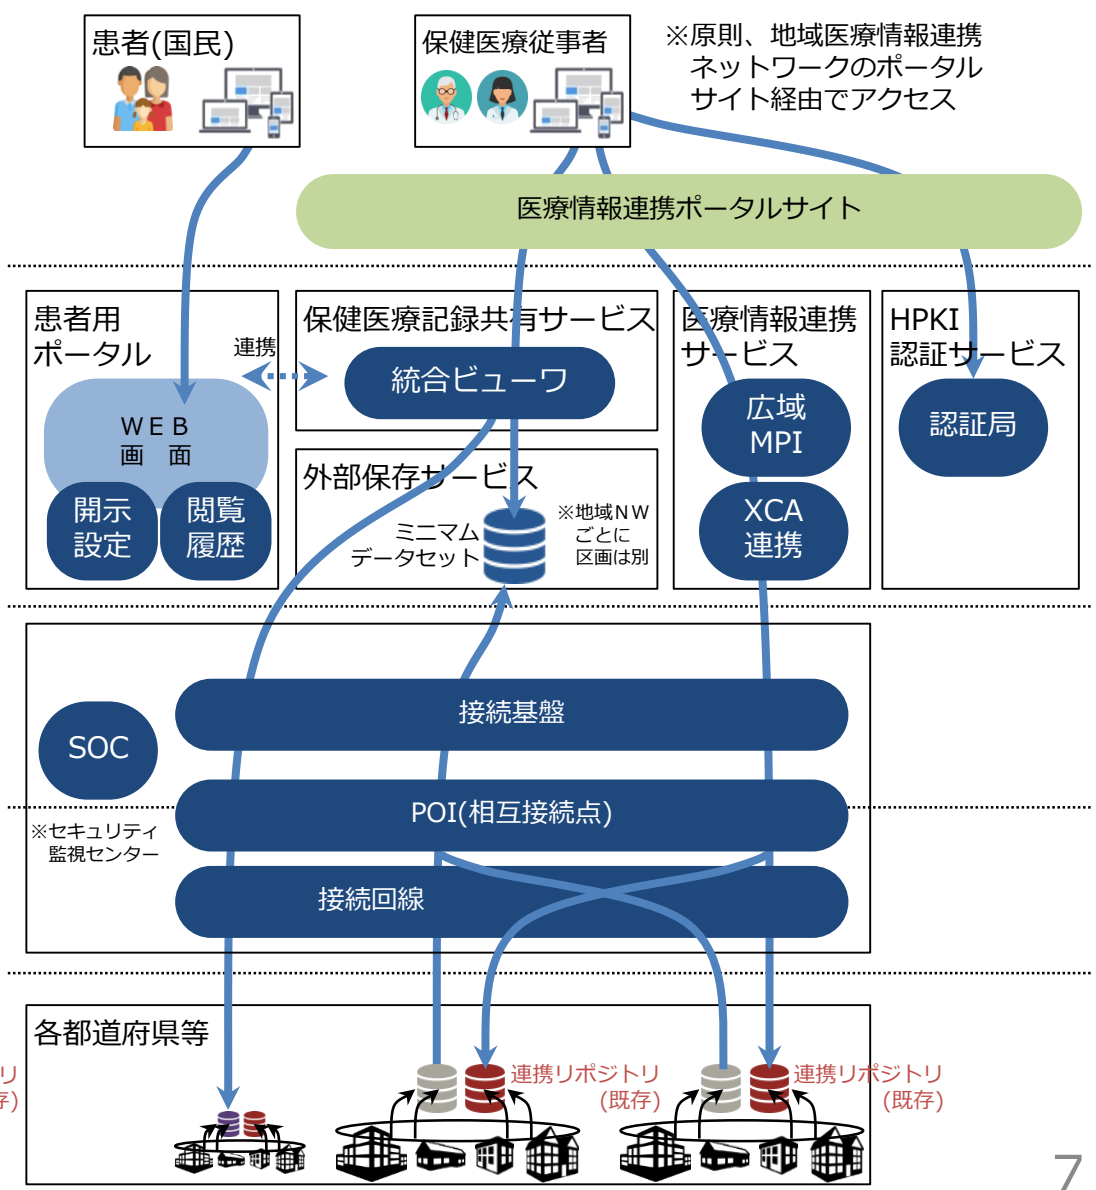 患者(国民)
保健医療従事者
※原則、地域医療情報連携
ネットワークのポータル
サイト経由でアクセス
医療情報連携ポータルサイト
患者用
ポータル
連携
WEB
画 面
開示
設定
閲覧
履歴
保健医療記録共有サービス
統合ビューワ
外部保存サービス
ミニマム
データセット
※地域NW
ごとに
区画は別
医療情報連携
サービス
広域
MPI
XCA
連携
HPKI
認証サービス
認証局
SOC
※セキュリティ
監視センター
接続基盤
POI(相互接続点)
接続回線
各都道府県等
リ
存)
連携リポジトリ
(既存)
連携リポジトリ
(既存)
7